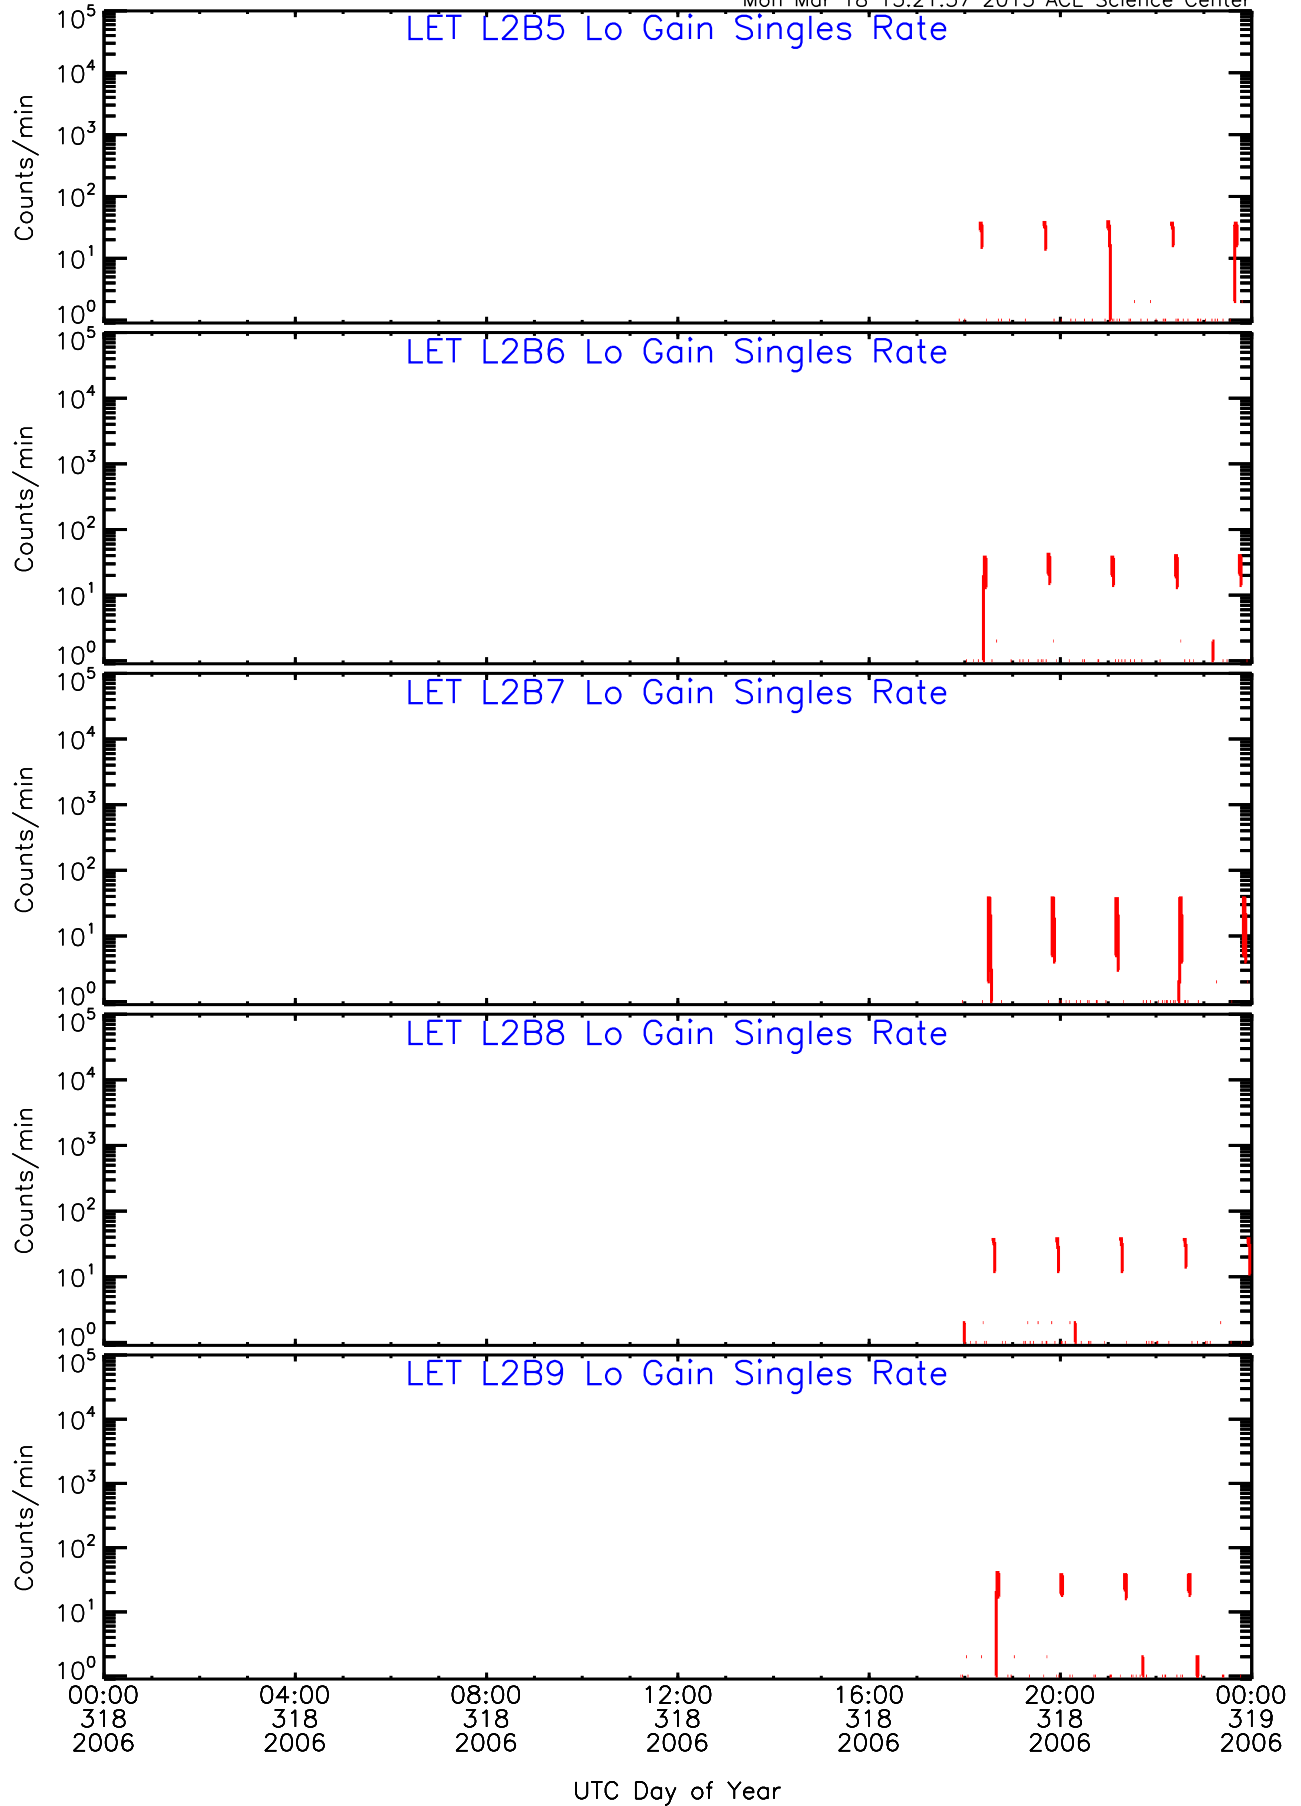 LET L2B5 Lo Gain Singles Rate
10^5
10^4
10^3
10^2
10^1
10^0
Counts/min
LET L2B6 Lo Gain Singles Rate
10^5
10^4
10^3
10^2
10^1
10^0
Counts/min
LET L2B7 Lo Gain Singles Rate
10^5
10^4
10^3
10^2
10^1
10^0
Counts/min
LET L2B8 Lo Gain Singles Rate
10^5
10^4
10^3
10^2
10^1
10^0
Counts/min
LET L2B9 Lo Gain Singles Rate
10^5
10^4
10^3
10^2
10^1
10^0
Counts/min
00:00 04:00 08:00 12:00 16:00 20:00 00:00
318 318 318 318 318 318 319
2006 2006 2006 2006 2006 2006 2006
UTC Day of Year